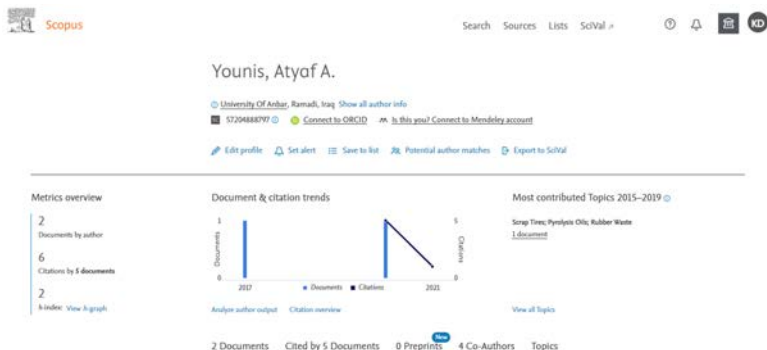 Scopus
Search Sources Lists SciVal ↗
KD
Younis, Atyaf A.
University Of Anbar, Ramadi, Iraq Show all author info
57204888797 Connect to ORCID Is this you? Connect to Mendeley account
Edit profile Set alert Save to list Potential author matches Export to SciVal
Metrics overview
2
Documents by author
6
Citations by 5 documents
2
h-index: View h-graph
Document & citation trends
1
0
Documents
5
0
Citations
2017
2021
Documents Citations
Analyze author output Citation overview
Most contributed Topics 2015–2019
Scrap Tires; Pyrolysis Oils; Rubber Waste
1 document
View all Topics
New
2 Documents Cited by 5 Documents 0 Preprints 4 Co-Authors Topics